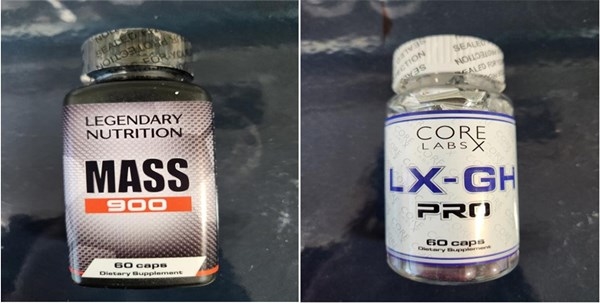 LEGENDARY
NUTRITION
MASS
900
60 caps
Dietary Supplement
CORE
LABS X
LX-GH
PRO
60 caps
Dietary Supplement